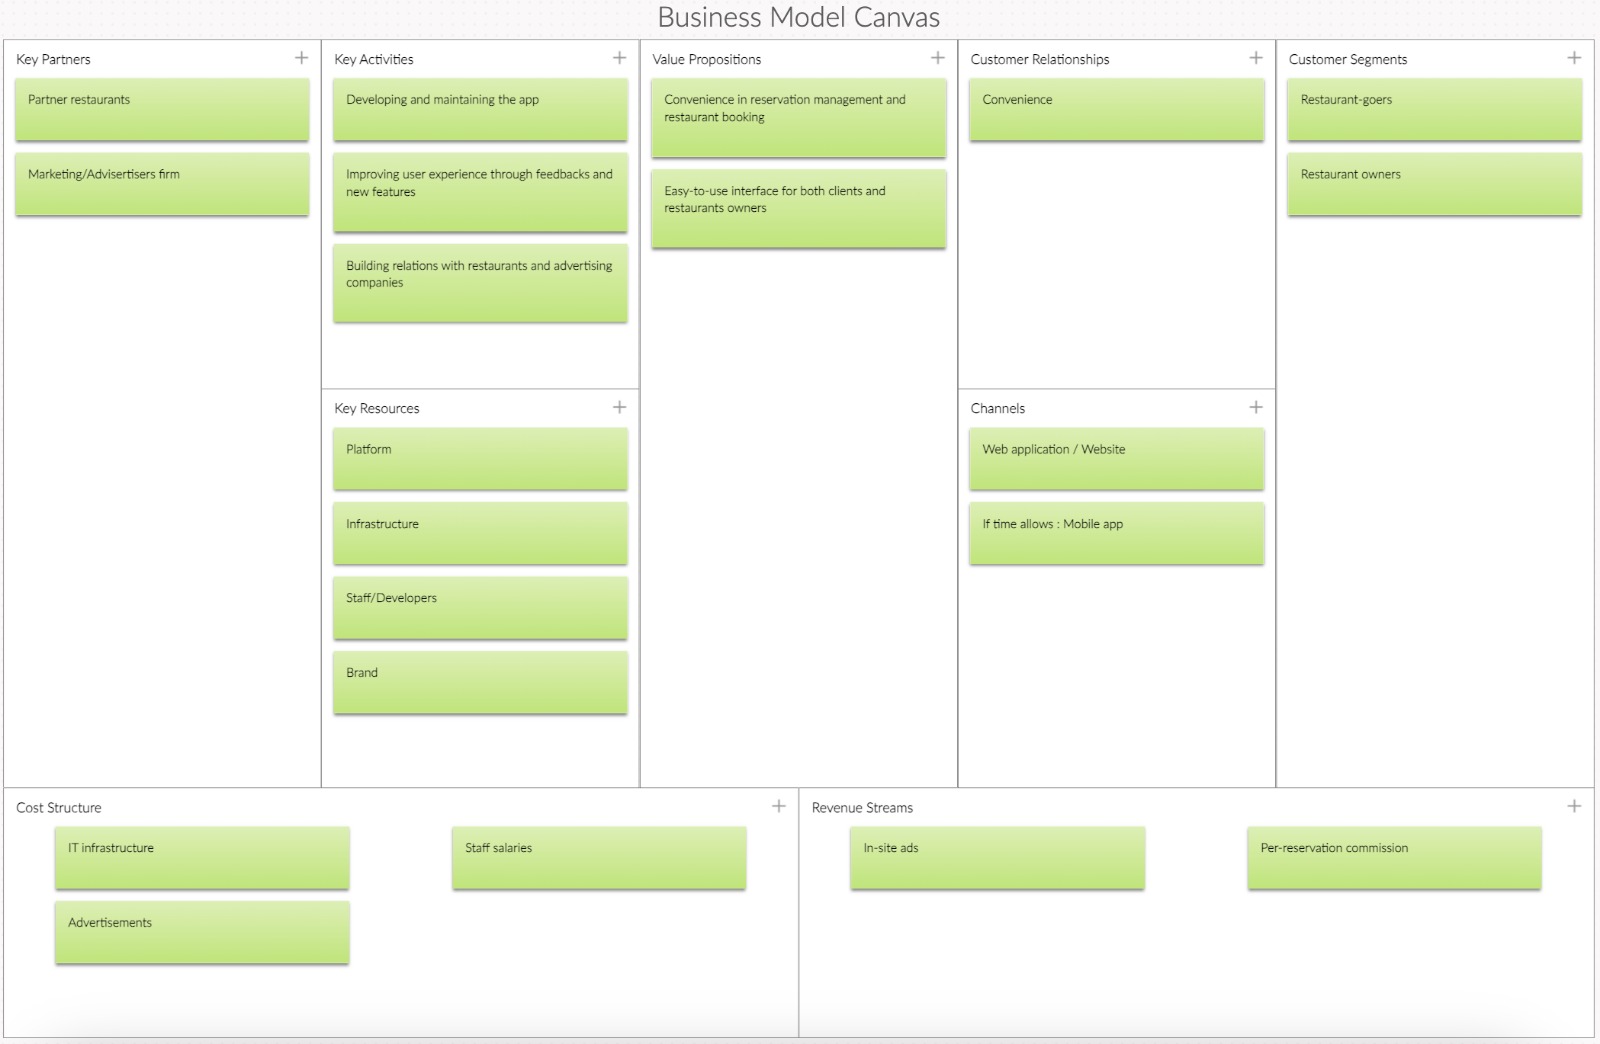 Business Model Canvas
Key Partners
Partner restaurants
Marketing/Advisertisers firm
Key Activities
Developing and maintaining the app
Improving user experience through feedbacks and
new features
Building relations with restaurants and advertising
companies
Key Resources
Platform
Infrastructure
Staff/Developers
Brand
Value Propositions
Convenience in reservation management and
restaurant booking
Easy-to-use interface for both clients and
restaurants owners
Customer Relationships
Convenience
Channels
Web application / Website
If time allows : Mobile app
Customer Segments
Restaurant-goers
Restaurant owners
Cost Structure
IT infrastructure
Staff salaries
Advertisements
Revenue Streams
In-site ads
Per-reservation commission